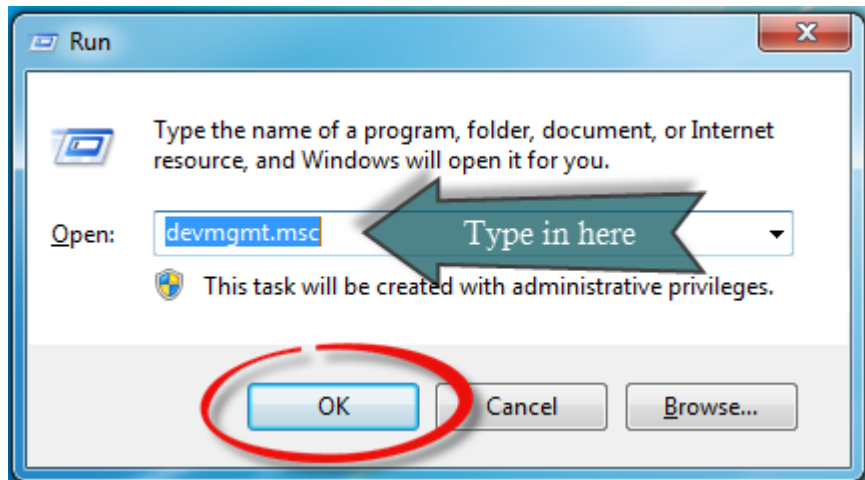 Run
Type the name of a program, folder, document, or Internet
resource, and Windows will open it for you.
Open: devmgmt.msc Type in here
This task will be created with administrative privileges.
OK Cancel Browse...